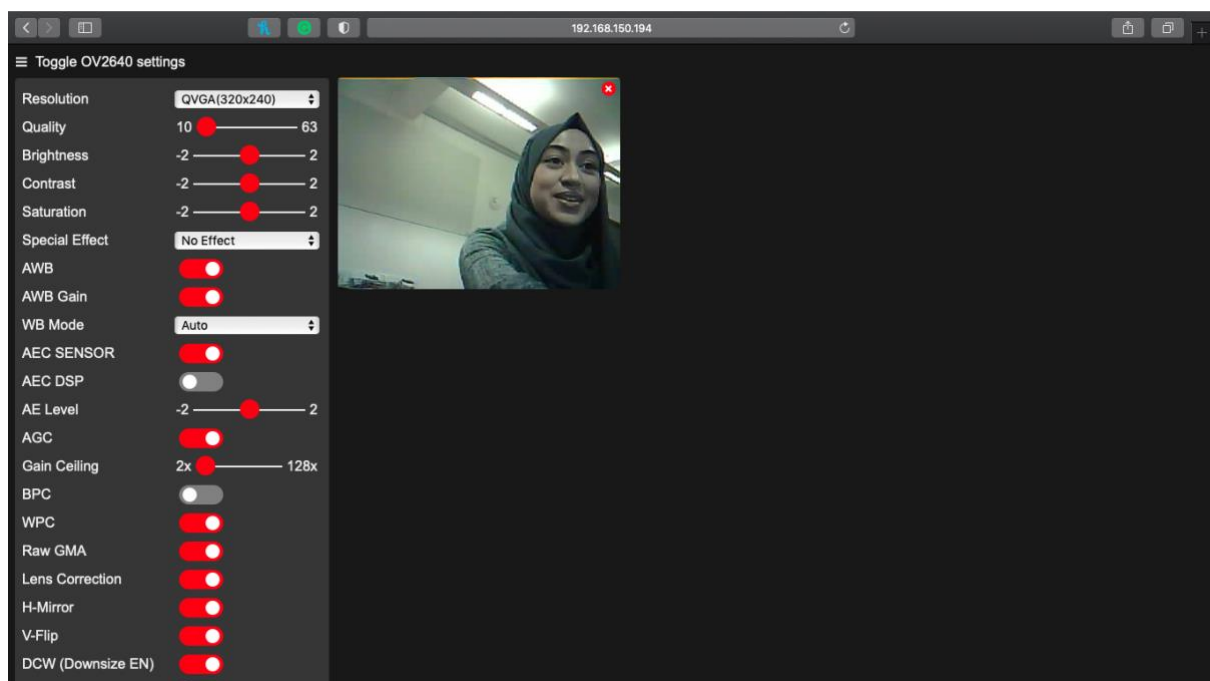 192.168.150.194
Toggle OV2640 settings
Resolution QVGA(320x240)
Quality 10 63
Brightness -2 2
Contrast -2 2
Saturation -2 2
Special Effect No Effect
AWB
AWB Gain
WB Mode Auto
AEC SENSOR
AEC DSP
AE Level -2 2
AGC
Gain Ceiling 2x 128x
BPC
WPC
Raw GMA
Lens Correction
H-Mirror
V-Flip
DCW (Downsize EN)